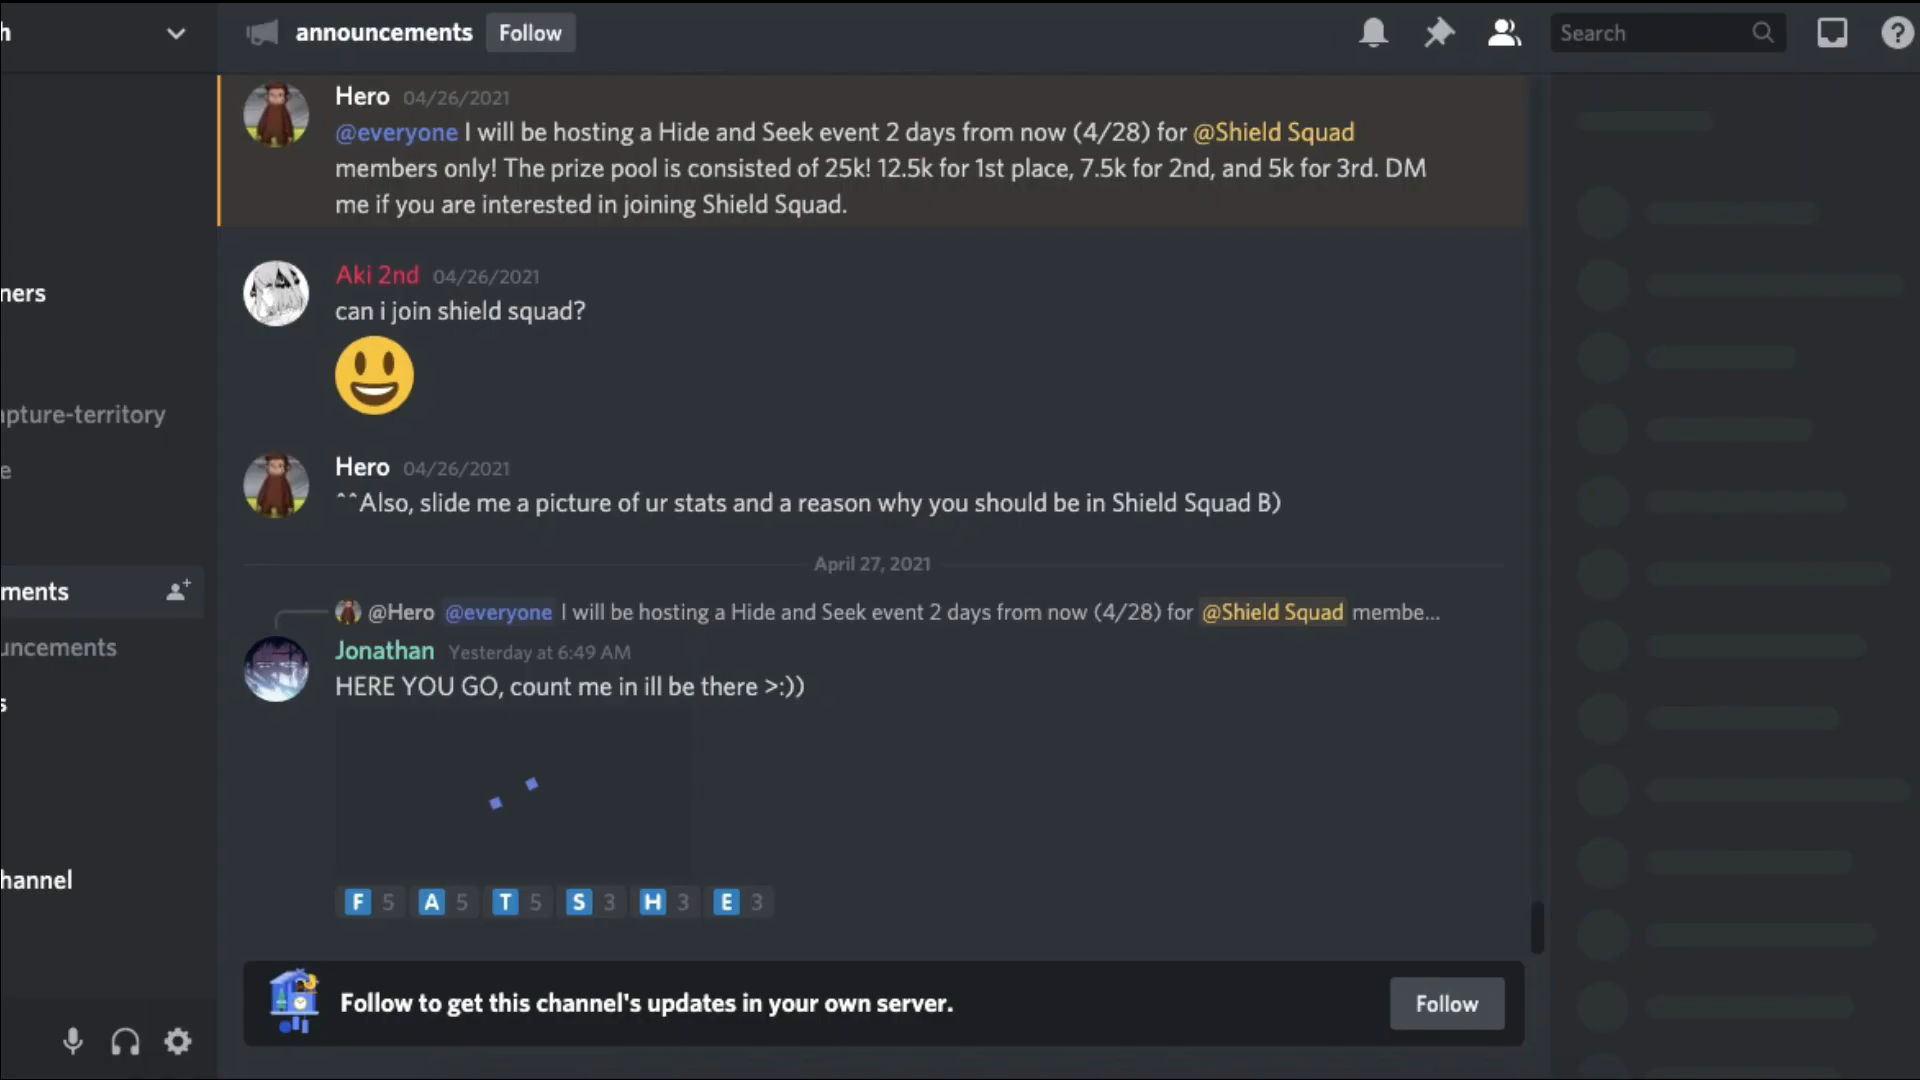 h
announcements Follow
Search
Hero 04/26/2021
@everyone I will be hosting a Hide and Seek event 2 days from now (4/28) for @Shield Squad
members only! The prize pool is consisted of 25k! 12.5k for 1st place, 7.5k for 2nd, and 5k for 3rd. DM
me if you are interested in joining Shield Squad.
Aki 2nd 04/26/2021
can i join shield squad?
ners
apture-territory
e
Hero 04/26/2021
^^Also, slide me a picture of ur stats and a reason why you should be in Shield Squad B)
April 27, 2021
ments
@Hero @everyone I will be hosting a Hide and Seek event 2 days from now (4/28) for @Shield Squad membe...
uncements
Jonathan Yesterday at 6:49 AM
HERE YOU GO, count me in ill be there >:))
s
hannel
F 5 A 5 T 5 S 3 H 3 E 3
Follow to get this channel's updates in your own server.
Follow